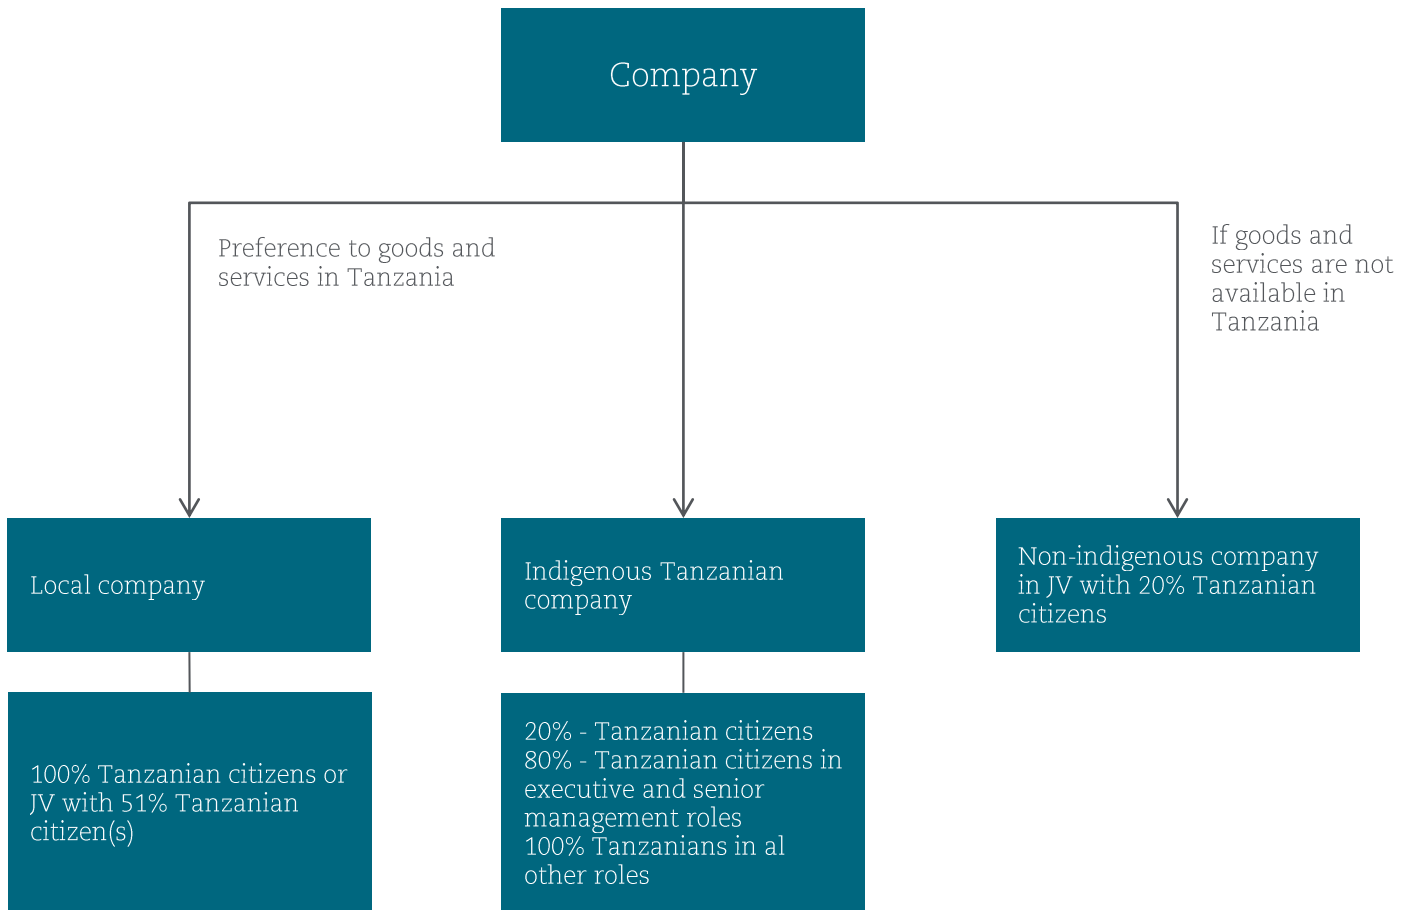 Company
Preference to goods and
services in Tanzania
If goods and
services are not
available in
Tanzania
Local company
Indigenous Tanzanian
company
Non-indigenous company
in JV with 20% Tanzanian
citizens
100% Tanzanian citizens or
JV with 51% Tanzanian
citizen(s)
20% - Tanzanian citizens
80% - Tanzanian citizens in
executive and senior
management roles
100% Tanzanians in al
other roles